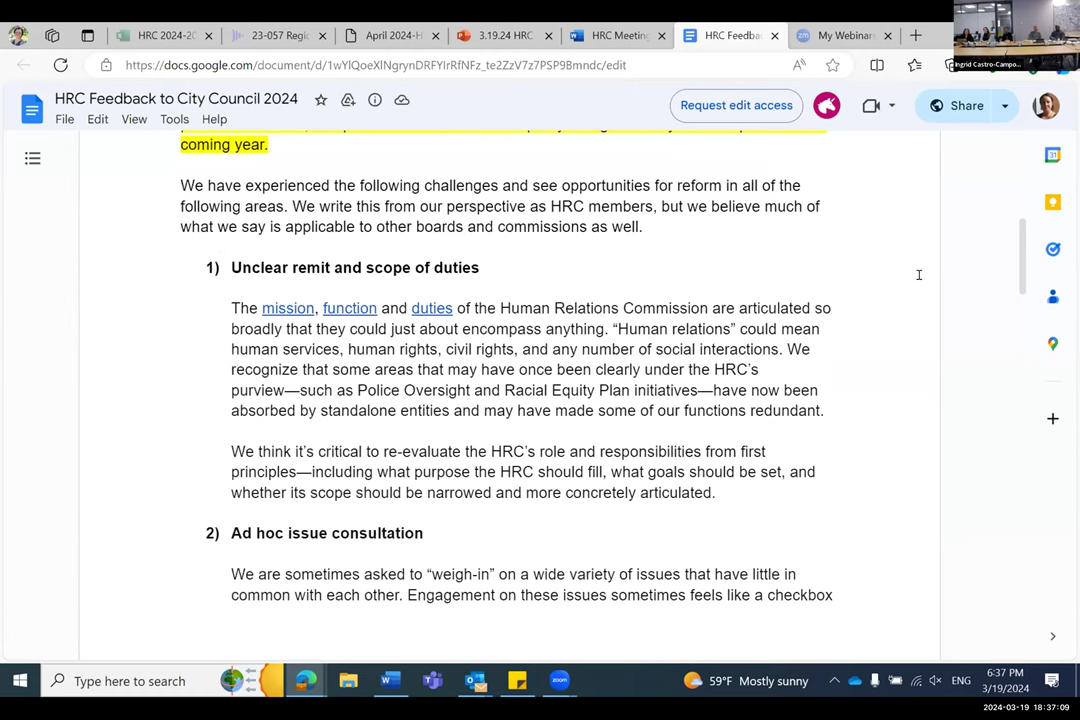 HRC 2024-20
23-057 Regic
April 2024-H
3.19.24 HRC
HRC Meeting
HRC Feedba
My Webinar
Ingrid Castro-Campo...
https://docs.google.com/document/d/1wYlQoeXlNgrynDRFYIrRfNFz_te2ZzV7z7PSP9Bmndc/edit
HRC Feedback to City Council 2024
File Edit View Tools Help
Request edit access
Share
coming year.
We have experienced the following challenges and see opportunities for reform in all of the
following areas. We write this from our perspective as HRC members, but we believe much of
what we say is applicable to other boards and commissions as well.
1) Unclear remit and scope of duties
The mission, function and duties of the Human Relations Commission are articulated so
broadly that they could just about encompass anything. “Human relations” could mean
human services, human rights, civil rights, and any number of social interactions. We
recognize that some areas that may have once been clearly under the HRC’s
purview—such as Police Oversight and Racial Equity Plan initiatives—have now been
absorbed by standalone entities and may have made some of our functions redundant.
We think it’s critical to re-evaluate the HRC’s role and responsibilities from first
principles—including what purpose the HRC should fill, what goals should be set, and
whether its scope should be narrowed and more concretely articulated.
2) Ad hoc issue consultation
We are sometimes asked to “weigh-in” on a wide variety of issues that have little in
common with each other. Engagement on these issues sometimes feels like a checkbox
Type here to search
zoom
59°F Mostly sunny
ENG
6:37 PM
3/19/2024
2024-03-19 18:37:09